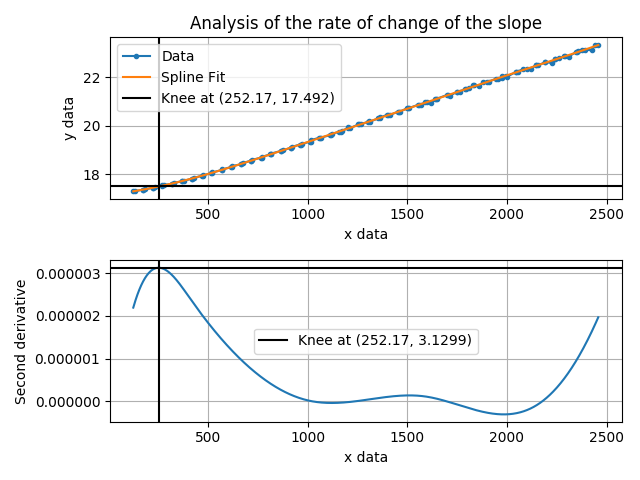 Analysis of the rate of change of the slope
Data
Spline Fit
Knee at (252.17, 17.492)
y data
22
20
18
500 1000 1500 2000 2500
x data
Second derivative
0.000003
0.000002
0.000001
0.000000
Knee at (252.17, 3.1299)
500 1000 1500 2000 2500
x data